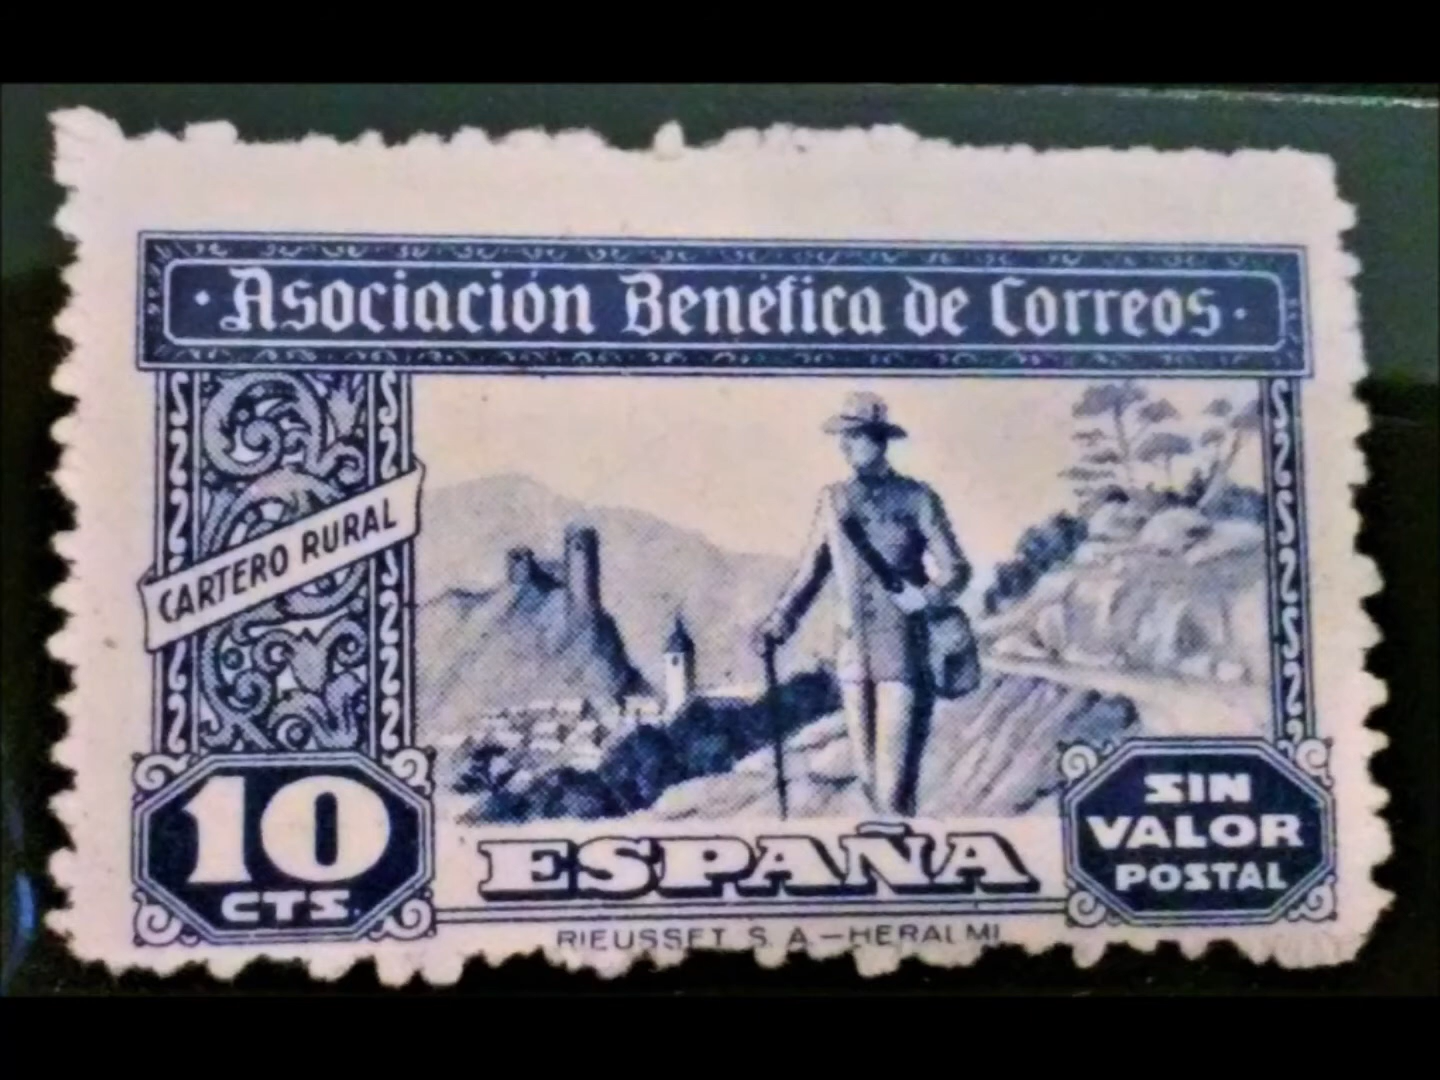 · Asociación Benéfica de Correos ·
CARTERO RURAL
10
CTS.
ESPAÑA
SIN
VALOR
POSTAL
RIEUSSET S. A.—HERALMI